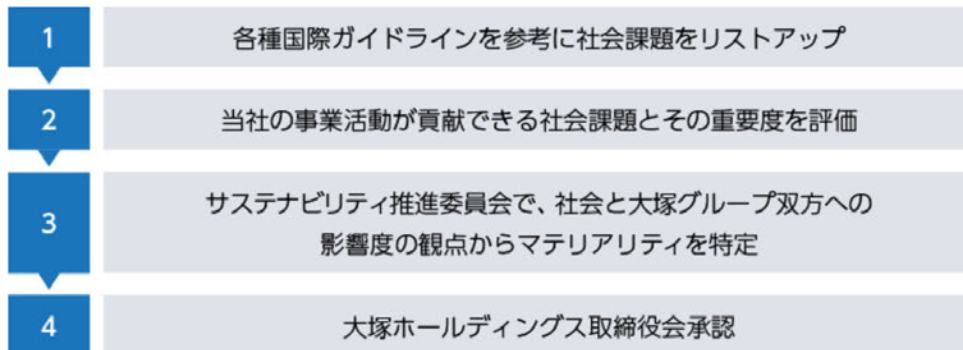 1
各種国際ガイドラインを参考に社会課題をリストアップ
2
当社の事業活動が貢献できる社会課題とその重要度を評価
3
サステナビリティ推進委員会で、社会と大塚グループ双方への
影響度の観点からマテリアリティを特定
4
大塚ホールディングス取締役会承認